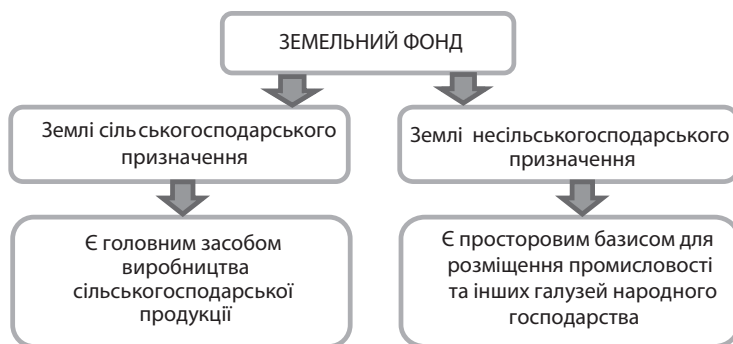 ЗЕМЕЛЬНИЙ ФОНД
Землі сільськогосподарського
призначення
Землі несільськогосподарського
призначення
Є головним засобом
виробництва
сільськогосподарської
продукції
Є просторовим базисом для
розміщення промисловості
та інших галузей народного
господарства